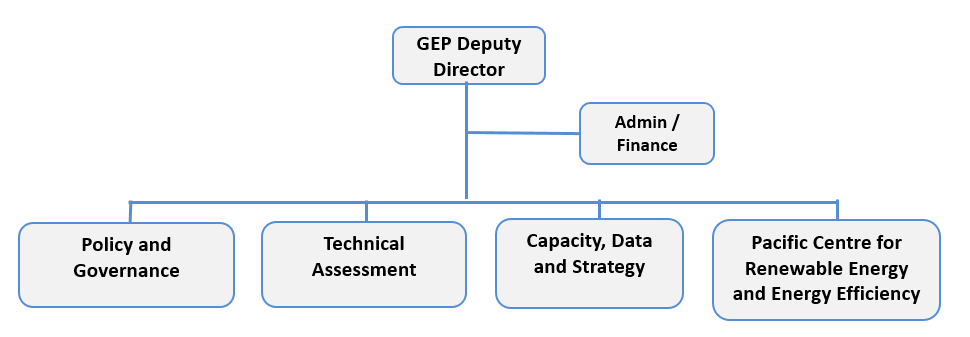 GEP Deputy
Director
Admin /
Finance
Policy and
Governance
Technical
Assessment
Capacity, Data
and Strategy
Pacific Centre for
Renewable Energy
and Energy Efficiency